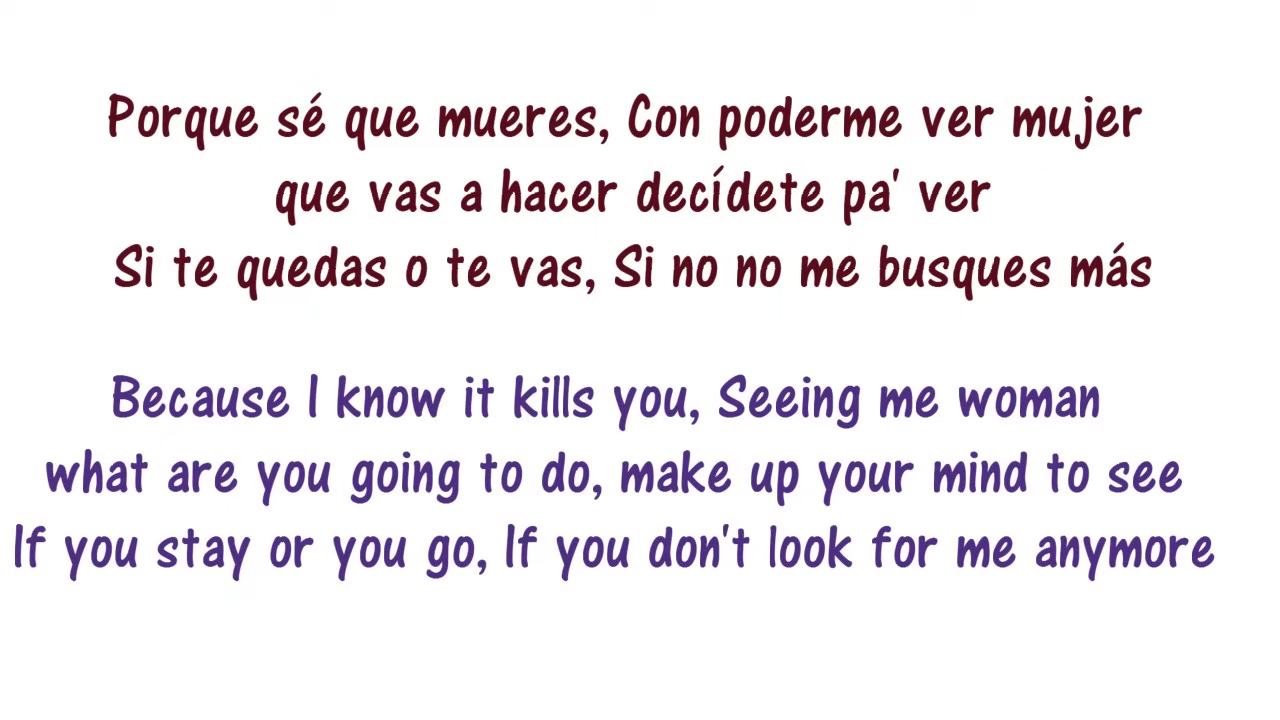 Porque sé que mueres, Con poderme ver mujer
que vas a hacer decídete pa' ver
Si te quedas o te vas, Si no no me busques más
Because I know it kills you, Seeing me woman
what are you going to do, make up your mind to see
If you stay or you go, If you don't look for me anymore